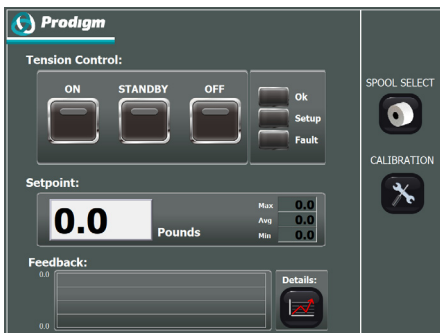 Prodigm
Tension Control:
ON STANDBY OFF
Ok
Setup
Fault
SPOOL SELECT
CALIBRATION
Setpoint:
0.0 Pounds
Max 0.0
Avg 0.0
Min 0.0
Feedback:
0.0
0.0
Details: